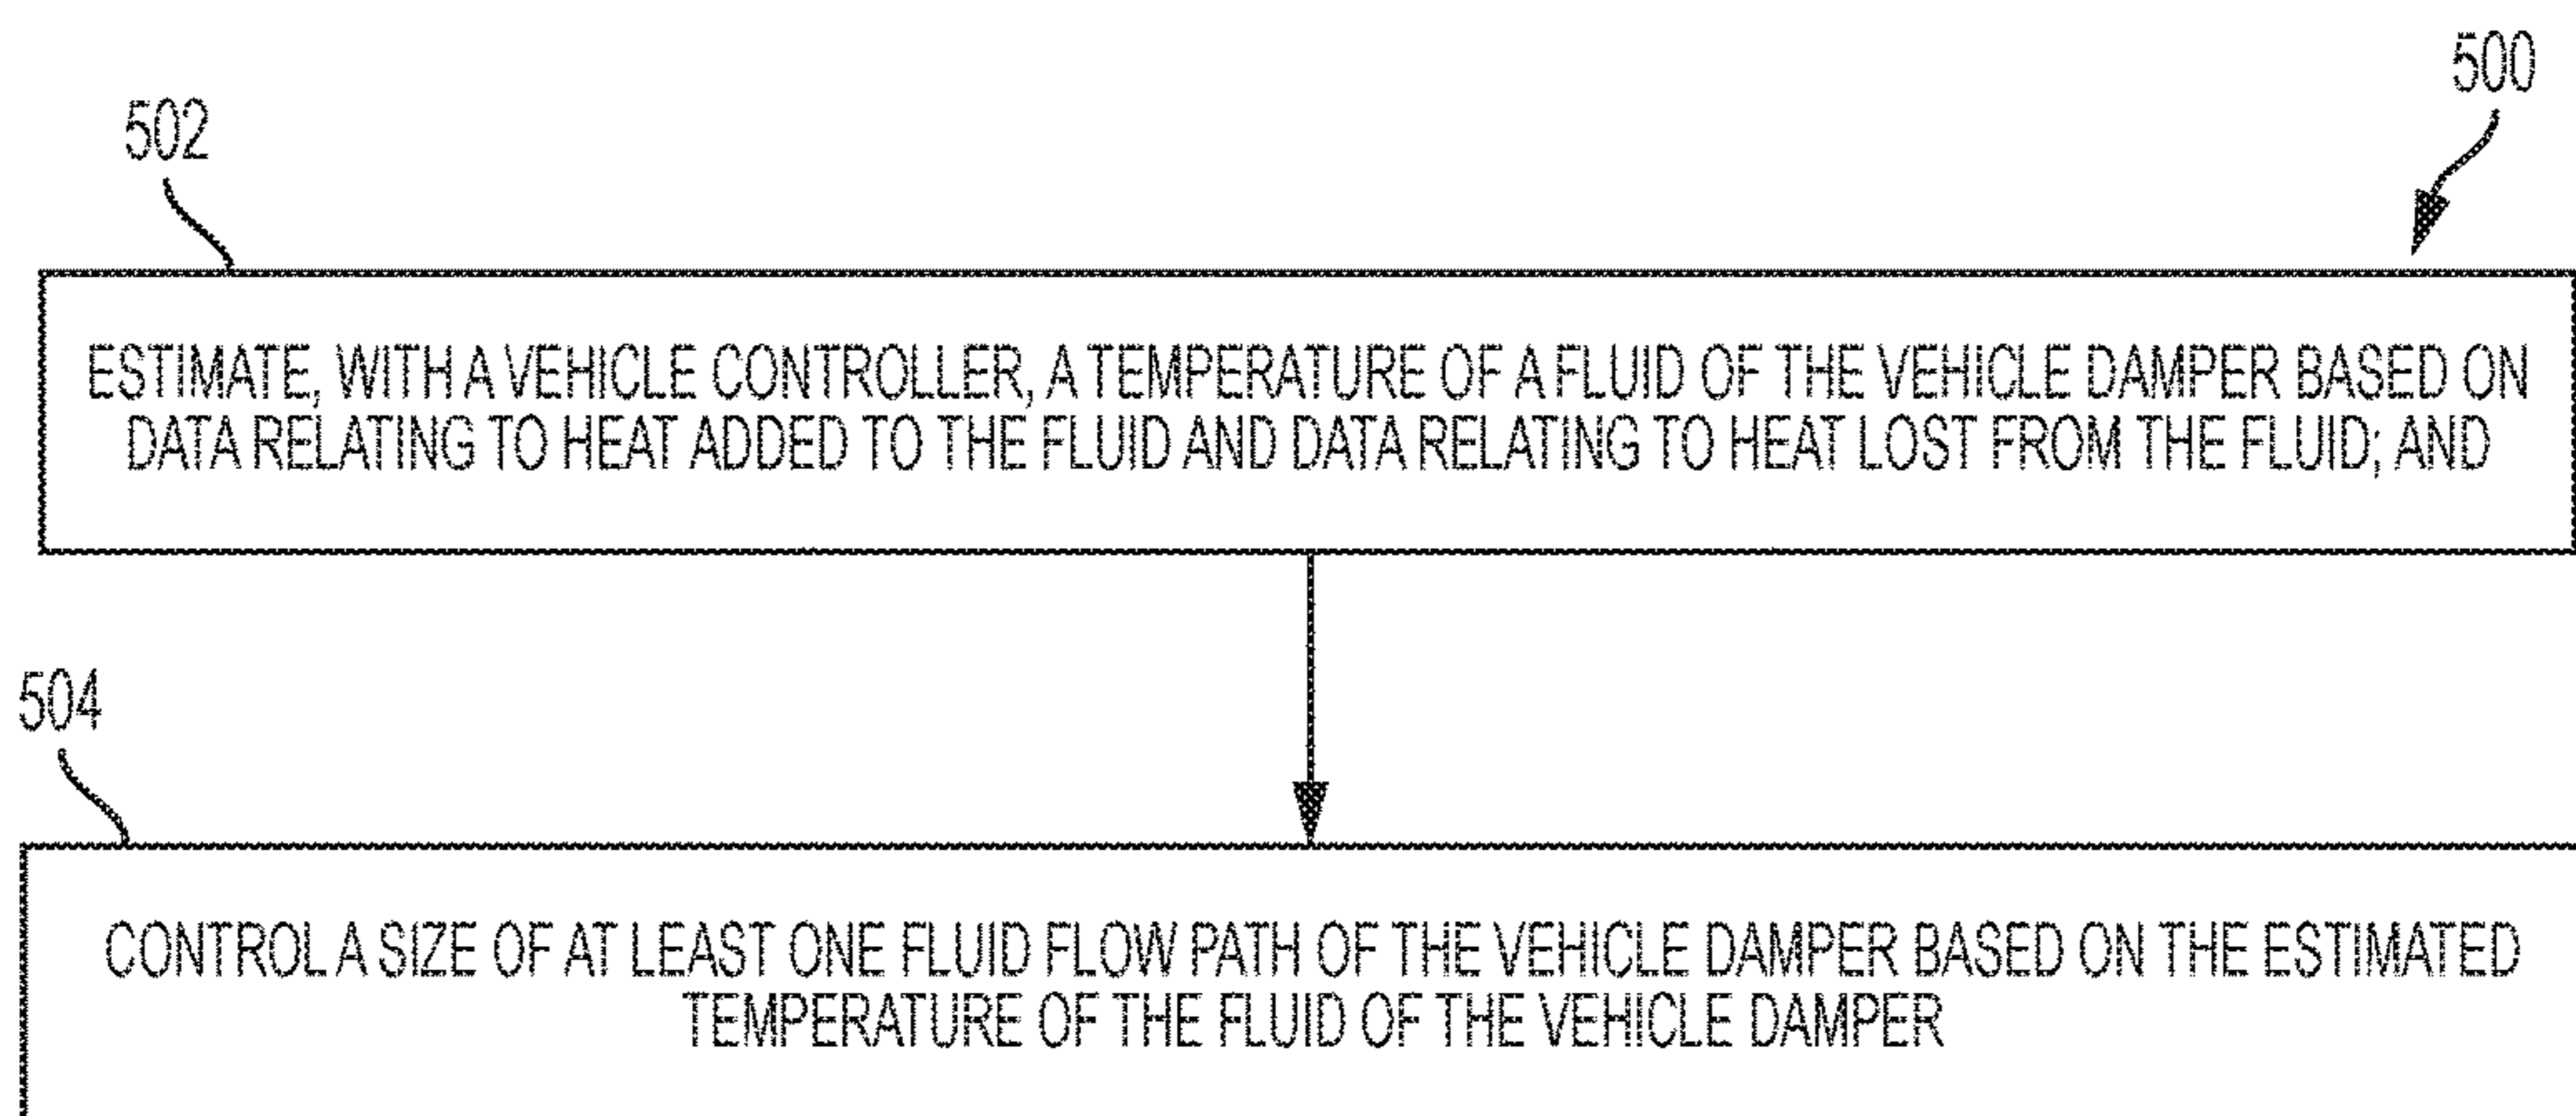 500
502
ESTIMATE, WITH A VEHICLE CONTROLLER, A TEMPERATURE OF A FLUID OF THE VEHICLE DAMPER BASED ON
DATA RELATING TO HEAT ADDED TO THE FLUID AND DATA RELATING TO HEAT LOST FROM THE FLUID; AND
504
CONTROL A SIZE OF AT LEAST ONE FLUID FLOW PATH OF THE VEHICLE DAMPER BASED ON THE ESTIMATED
TEMPERATURE OF THE FLUID OF THE VEHICLE DAMPER